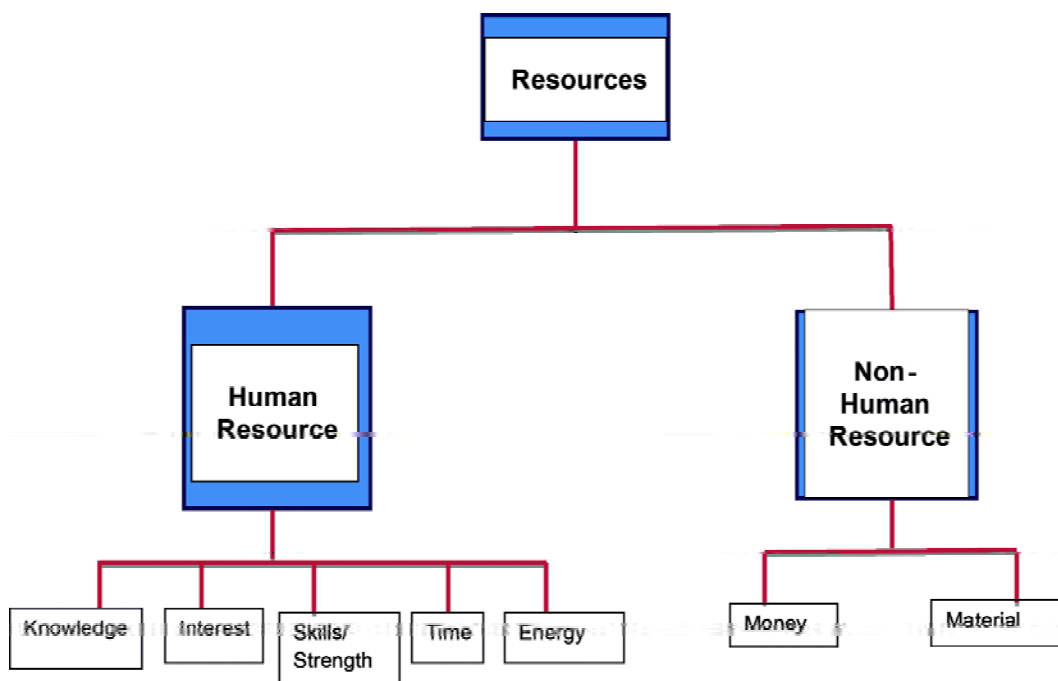 Resources
Human
Resource
Non-
Human
Resource
Knowledge
Interest
Skills/
Strength
Time
Energy
Money
Material